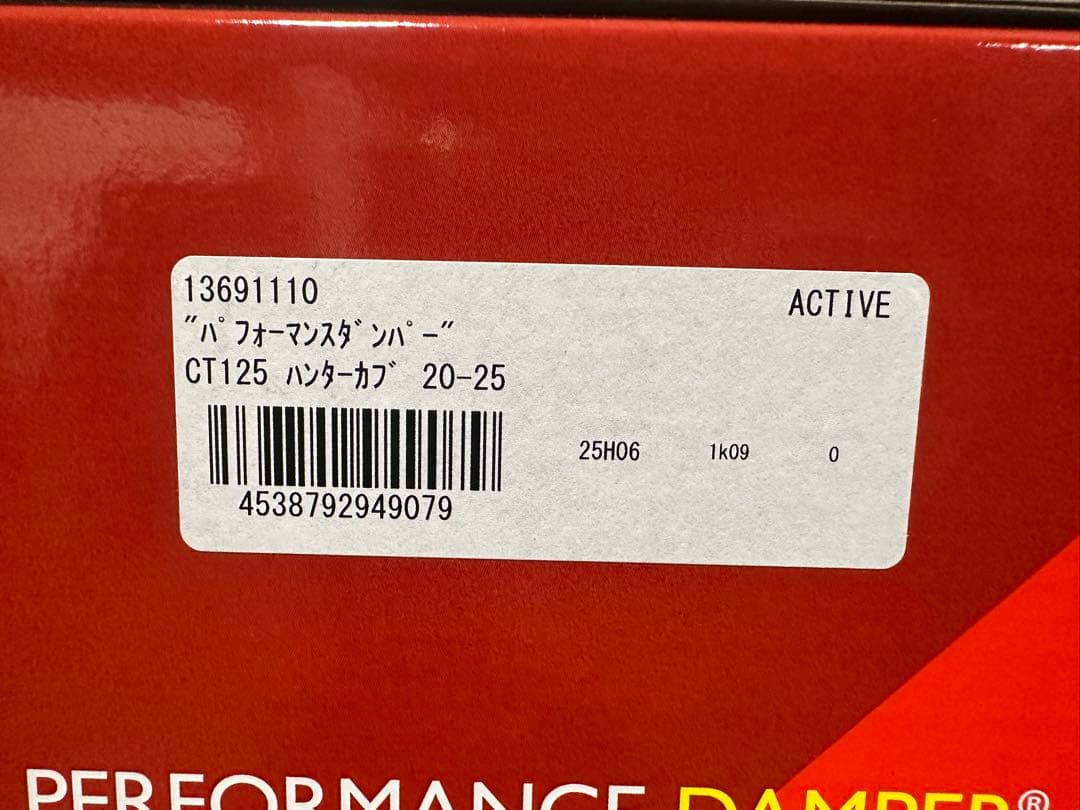 13691110
ACTIVE
"パフォーマンスダンパー"
CT125 ハンターカブ 20-25
25H06 1k09 0
4538792949079
PERFORMANCE DAMPER®